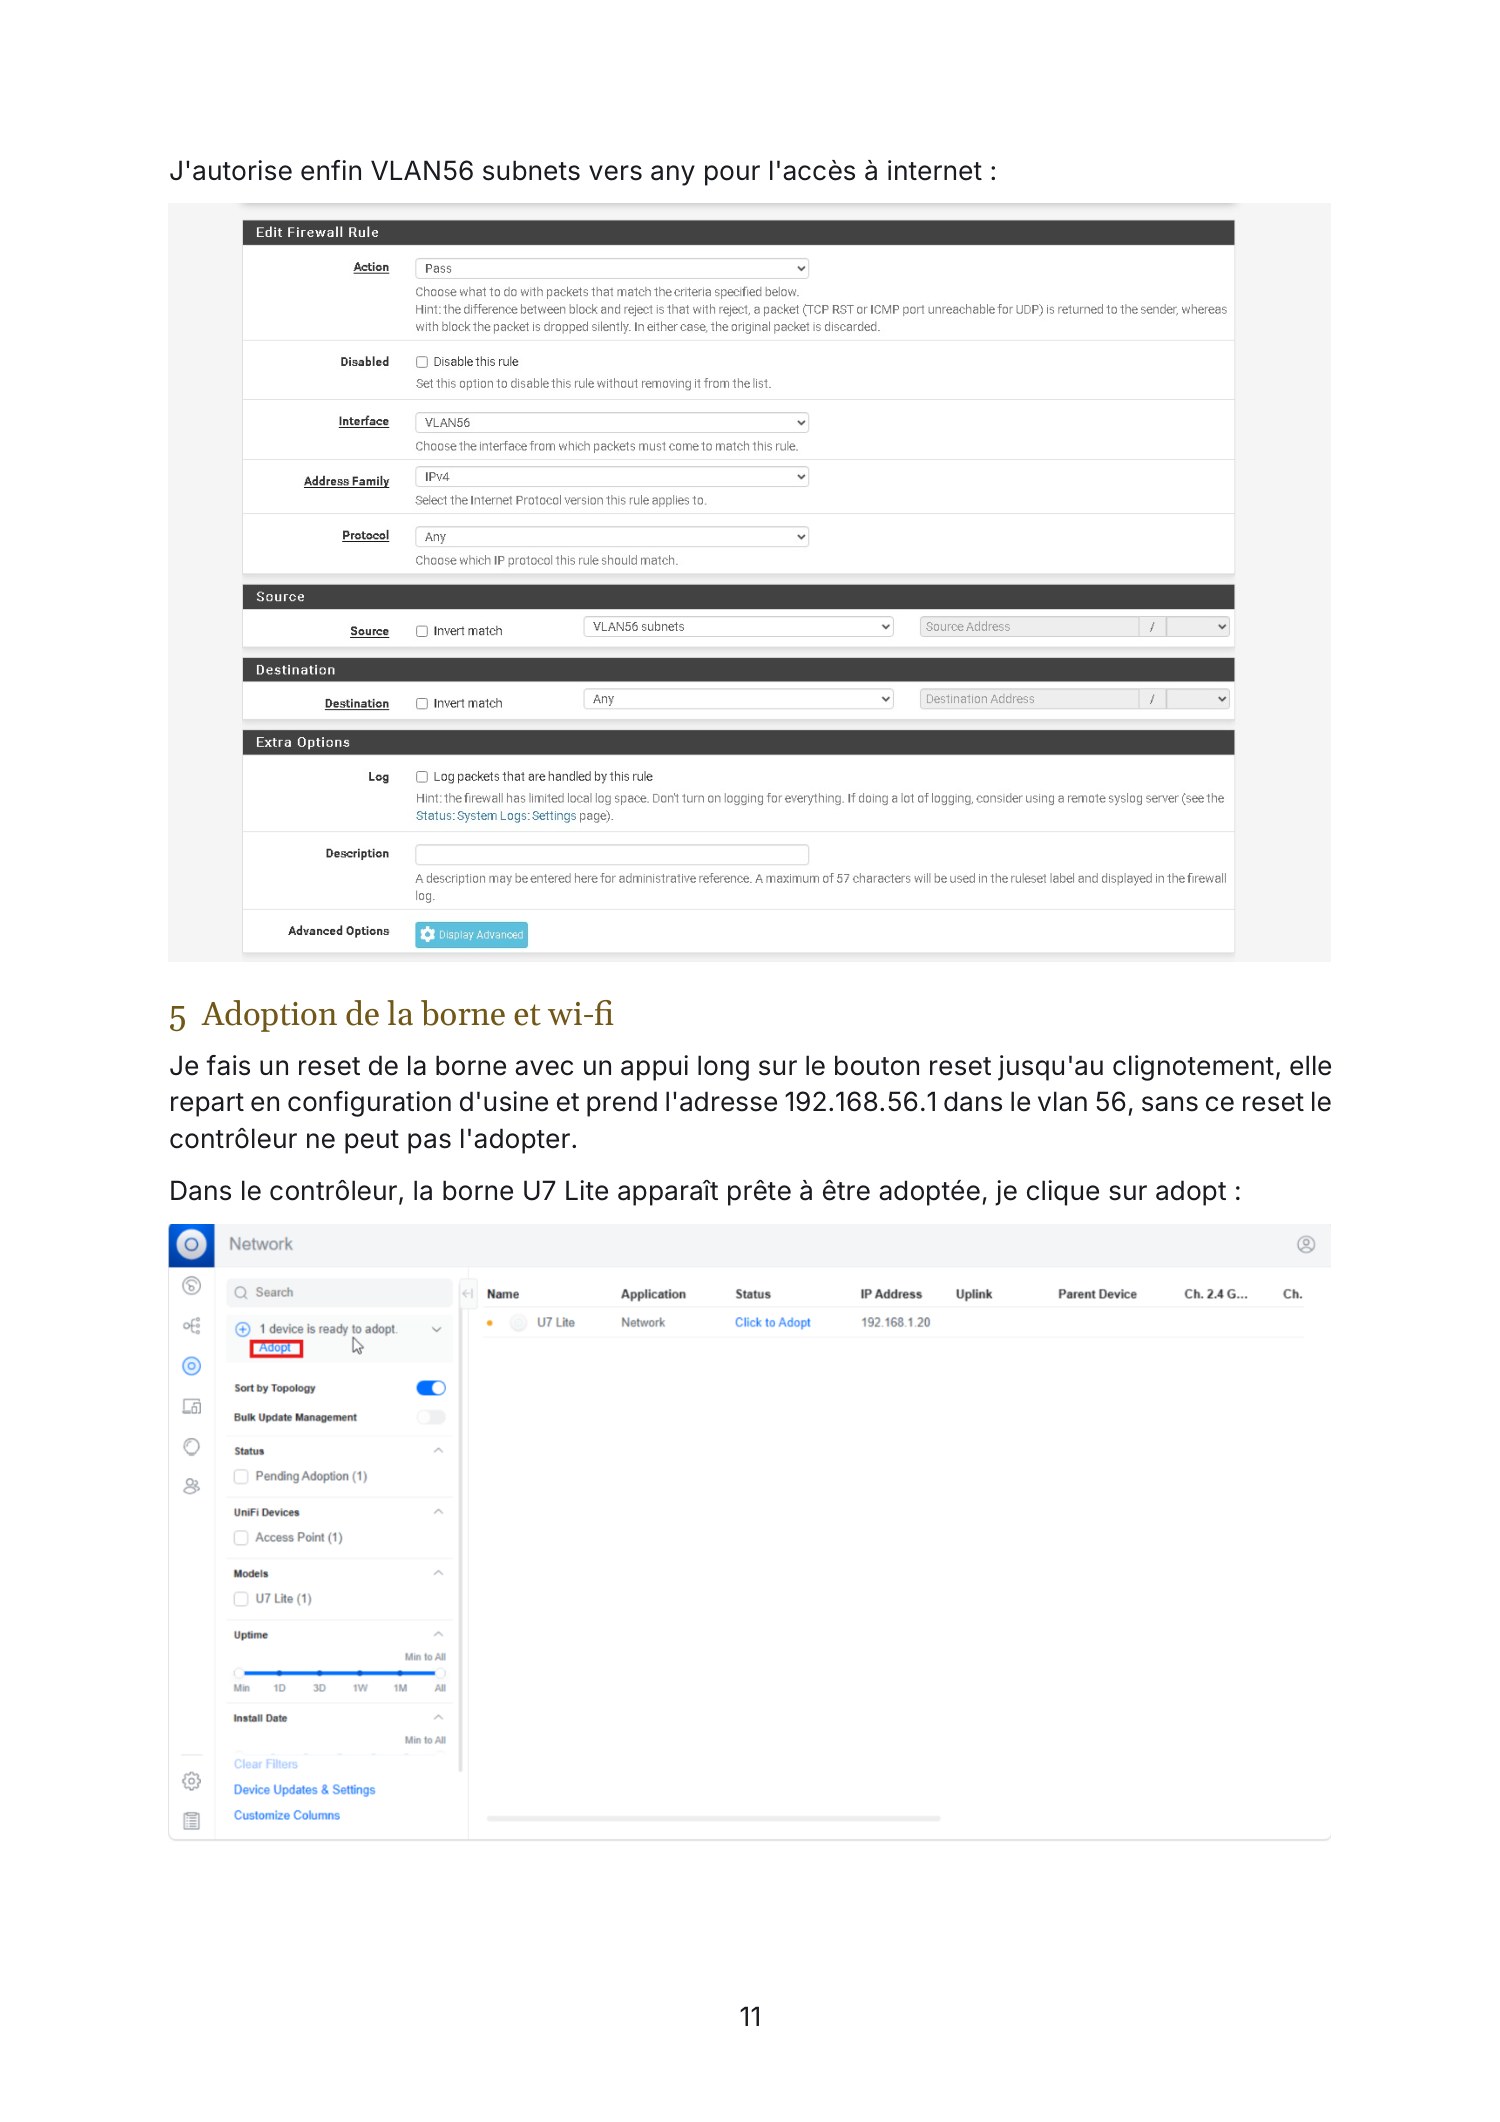 J'autorise enfin VLAN56 subnets vers any pour l'accès à internet :
Edit Firewall Rule
Action
Pass
Choose what to do with packets that match the criteria specified below.
Hint: the difference between block and reject is that with reject, a packet (TCP RST or ICMP port unreachable for UDP) is returned to the sender, whereas
with block the packet is dropped silently. In either case, the original packet is discarded.
Disabled
Disable this rule
Set this option to disable this rule without removing it from the list.
Interface
VLAN56
Choose the interface from which packets must come to match this rule.
Address Family
IPv4
Select the Internet Protocol version this rule applies to.
Protocol
Any
Choose which IP protocol this rule should match.
Source
Source
Invert match
VLAN56 subnets
Source Address
/
Destination
Destination
Invert match
Any
Destination Address
/
Extra Options
Log
Log packets that are handled by this rule
Hint: the firewall has limited local log space. Don't turn on logging for everything. If doing a lot of logging, consider using a remote syslog server (see the
Status: System Logs: Settings page).
Description
A description may be entered here for administrative reference. A maximum of 57 characters will be used in the ruleset label and displayed in the firewall
log.
Advanced Options
Display Advanced
5 Adoption de la borne et wi-fi
Je fais un reset de la borne avec un appui long sur le bouton reset jusqu'au clignotement, elle
repart en configuration d'usine et prend l'adresse 192.168.56.1 dans le vlan 56, sans ce reset le
contrôleur ne peut pas l'adopter.
Dans le contrôleur, la borne U7 Lite apparaît prête à être adoptée, je clique sur adopt :
Network
Search
1 device is ready to adopt.
Adopt
Sort by Topology
Bulk Update Management
Status
Pending Adoption (1)
UniFi Devices
Access Point (1)
Models
U7 Lite (1)
Uptime
Min to All
Min 1D 3D 1W 1M All
Install Date
Min to All
Clear Filters
Device Updates & Settings
Customize Columns
Name Application Status IP Address Uplink Parent Device Ch. 2.4 G... Ch.
U7 Lite Network Click to Adopt 192.168.1.20
11